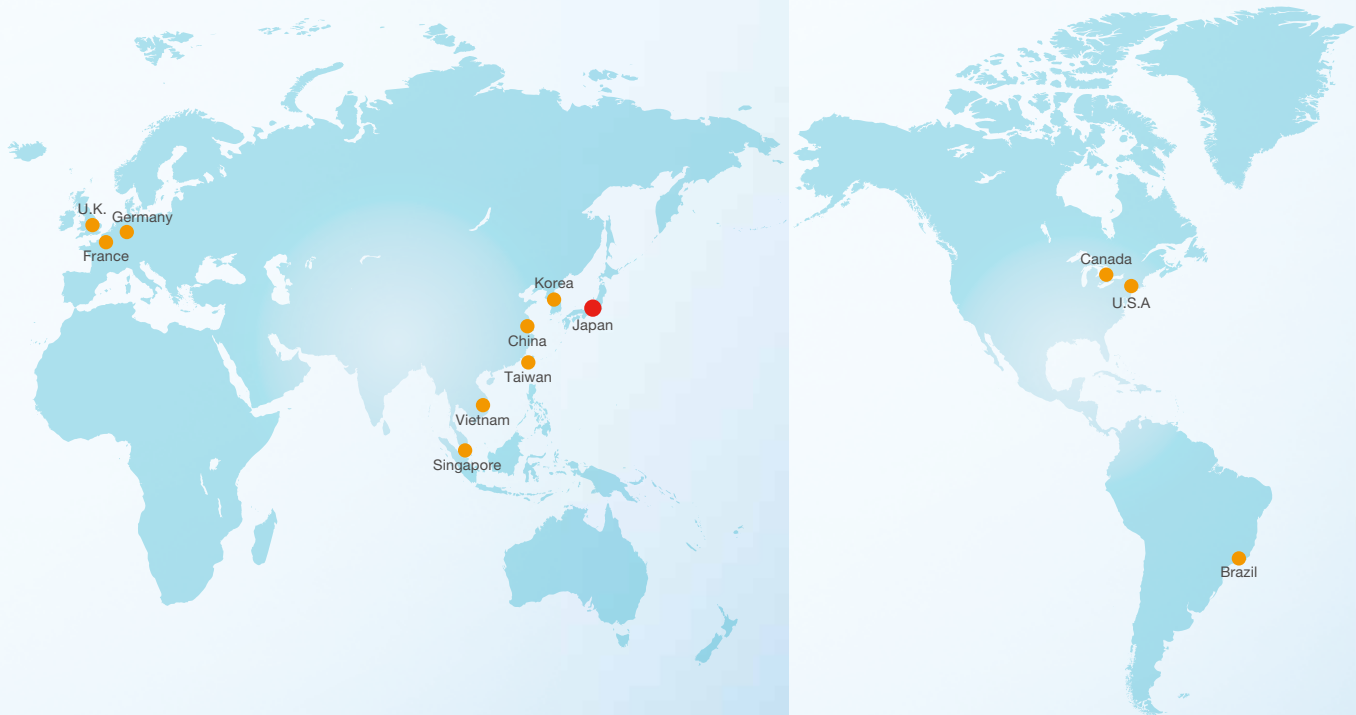 U.K.
Germany
France
Korea
Japan
China
Taiwan
Vietnam
Singapore
Canada
U.S.A
Brazil